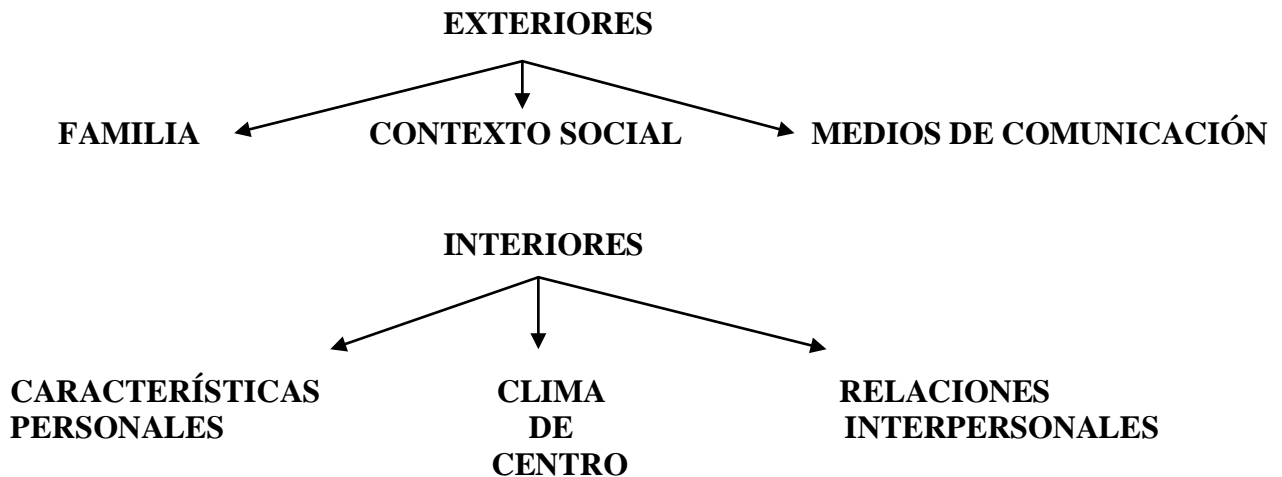 EXTERIORES
FAMILIA CONTEXTO SOCIAL MEDIOS DE COMUNICACIÓN
INTERIORES
CARACTERÍSTICAS CLIMA RELACIONES
PERSONALES DE INTERPERSONALES
CENTRO